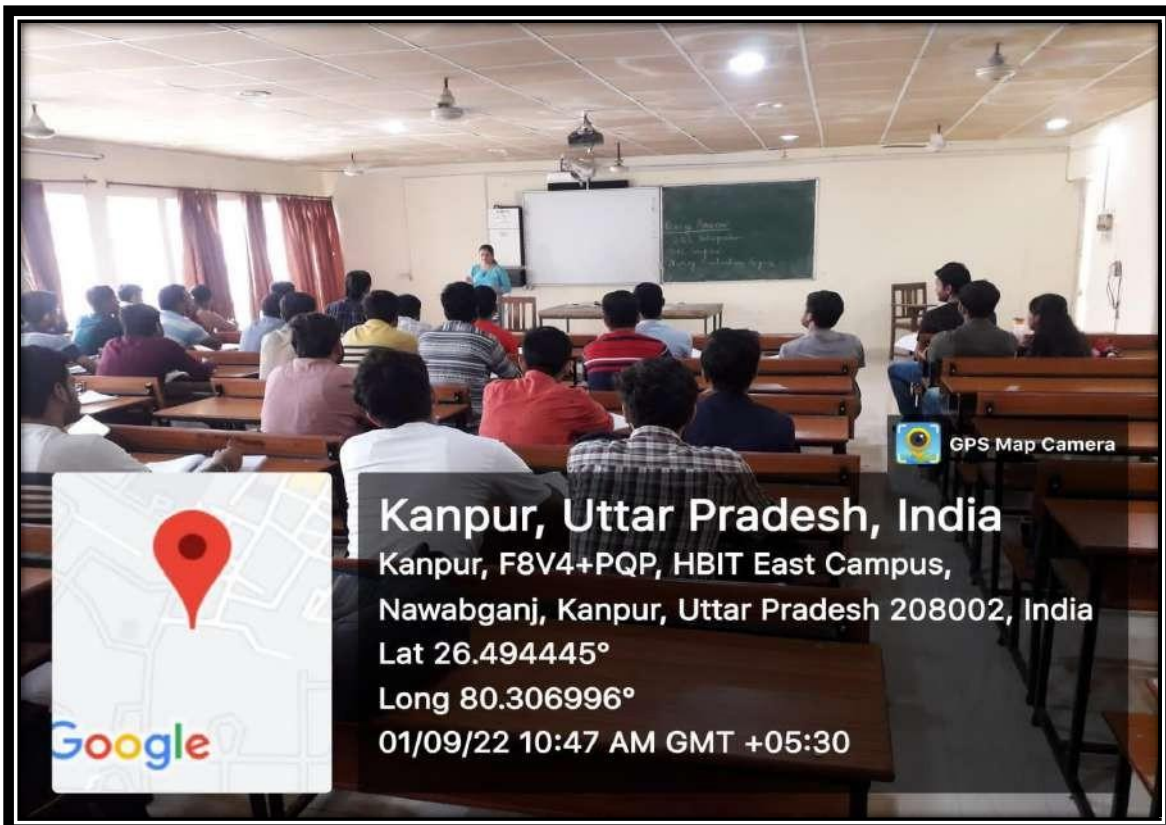 GPS Map Camera
Kanpur, Uttar Pradesh, India
Kanpur, F8V4+PQP, HBIT East Campus,
Nawabganj, Kanpur, Uttar Pradesh 208002, India
Lat 26.494445°
Long 80.306996°
01/09/22 10:47 AM GMT +05:30
Google